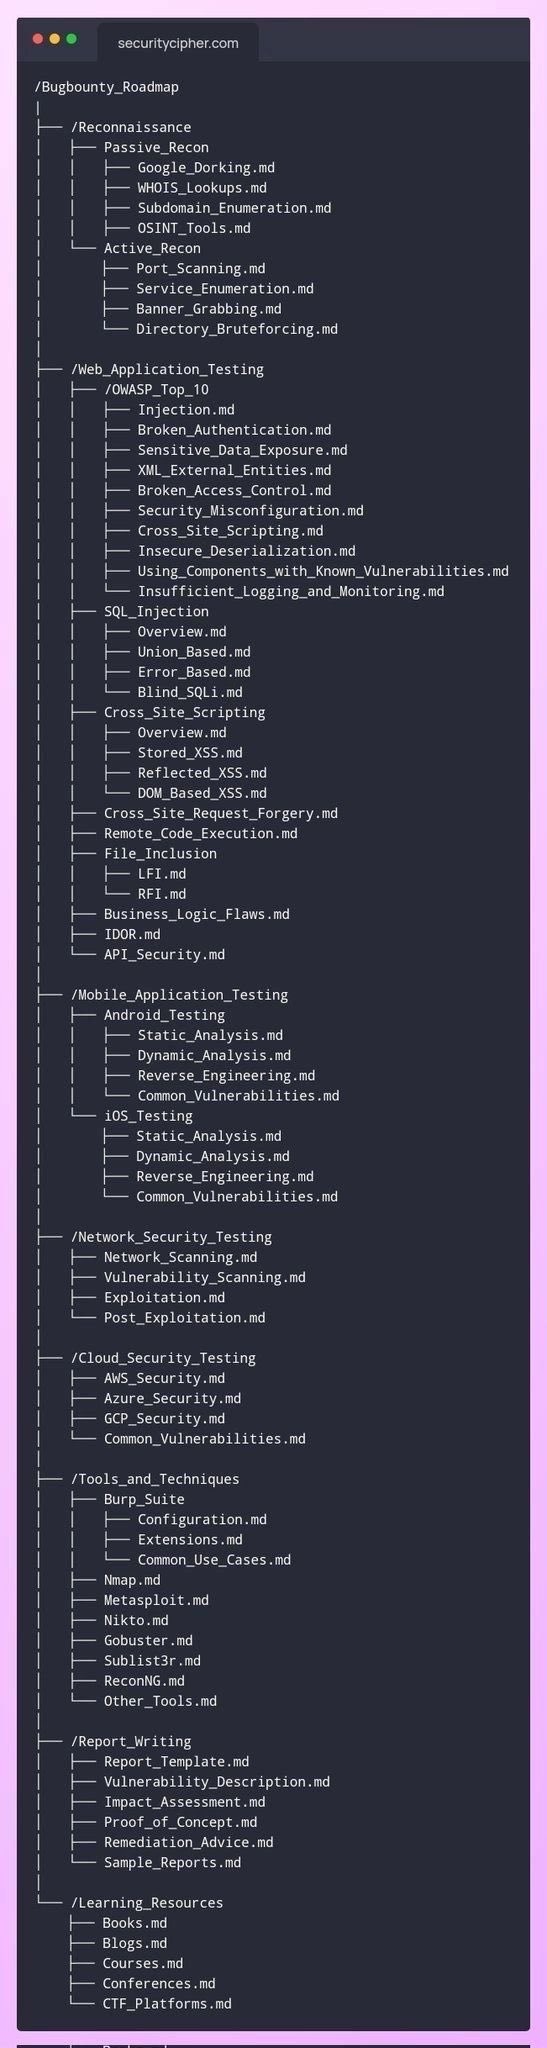 securitycipher.com
/Bugbounty_Roadmap
│
├── /Reconnaissance
│   ├── Passive_Recon
│   │   ├── Google_Dorking.md
│   │   ├── WHOIS_Lookups.md
│   │   ├── Subdomain_Enumeration.md
│   │   ├── OSINT_Tools.md
│   └── Active_Recon
│       ├── Port_Scanning.md
│       ├── Service_Enumeration.md
│       ├── Banner_Grabbing.md
│       └── Directory_Bruteforcing.md
│
├── /Web_Application_Testing
│   ├── /OWASP_Top_10
│   │   ├── Injection.md
│   │   ├── Broken_Authentication.md
│   │   ├── Sensitive_Data_Exposure.md
│   │   ├── XML_External_Entities.md
│   │   ├── Broken_Access_Control.md
│   │   ├── Security_Misconfiguration.md
│   │   ├── Cross_Site_Scripting.md
│   │   ├── Insecure_Deserialization.md
│   │   ├── Using_Components_with_Known_Vulnerabilities.md
│   │   └── Insufficient_Logging_and_Monitoring.md
│   ├── SQL_Injection
│   │   ├── Overview.md
│   │   ├── Union_Based.md
│   │   ├── Error_Based.md
│   │   └── Blind_SQLi.md
│   ├── Cross_Site_Scripting
│   │   ├── Overview.md
│   │   ├── Stored_XSS.md
│   │   ├── Reflected_XSS.md
│   │   └── DOM_Based_XSS.md
│   ├── Cross_Site_Request_Forgery.md
│   ├── Remote_Code_Execution.md
│   ├── File_Inclusion
│   │   ├── LFI.md
│   │   └── RFI.md
│   ├── Business_Logic_Flaws.md
│   ├── IDOR.md
│   └── API_Security.md
│
├── /Mobile_Application_Testing
│   ├── Android_Testing
│   │   ├── Static_Analysis.md
│   │   ├── Dynamic_Analysis.md
│   │   ├── Reverse_Engineering.md
│   │   └── Common_Vulnerabilities.md
│   └── iOS_Testing
│       ├── Static_Analysis.md
│       ├── Dynamic_Analysis.md
│       ├── Reverse_Engineering.md
│       └── Common_Vulnerabilities.md
│
├── /Network_Security_Testing
│   ├── Network_Scanning.md
│   ├── Vulnerability_Scanning.md
│   ├── Exploitation.md
│   └── Post_Exploitation.md
│
├── /Cloud_Security_Testing
│   ├── AWS_Security.md
│   ├── Azure_Security.md
│   ├── GCP_Security.md
│   └── Common_Vulnerabilities.md
│
├── /Tools_and_Techniques
│   ├── Burp_Suite
│   │   ├── Configuration.md
│   │   ├── Extensions.md
│   │   └── Common_Use_Cases.md
│   ├── Nmap.md
│   ├── Metasploit.md
│   ├── Nikto.md
│   ├── Gobuster.md
│   ├── Sublist3r.md
│   ├── ReconNG.md
│   └── Other_Tools.md
│
├── /Report_Writing
│   ├── Report_Template.md
│   ├── Vulnerability_Description.md
│   ├── Impact_Assessment.md
│   ├── Proof_of_Concept.md
│   ├── Remediation_Advice.md
│   └── Sample_Reports.md
│
└── /Learning_Resources
    ├── Books.md
    ├── Blogs.md
    ├── Courses.md
    ├── Conferences.md
    └── CTF_Platforms.md